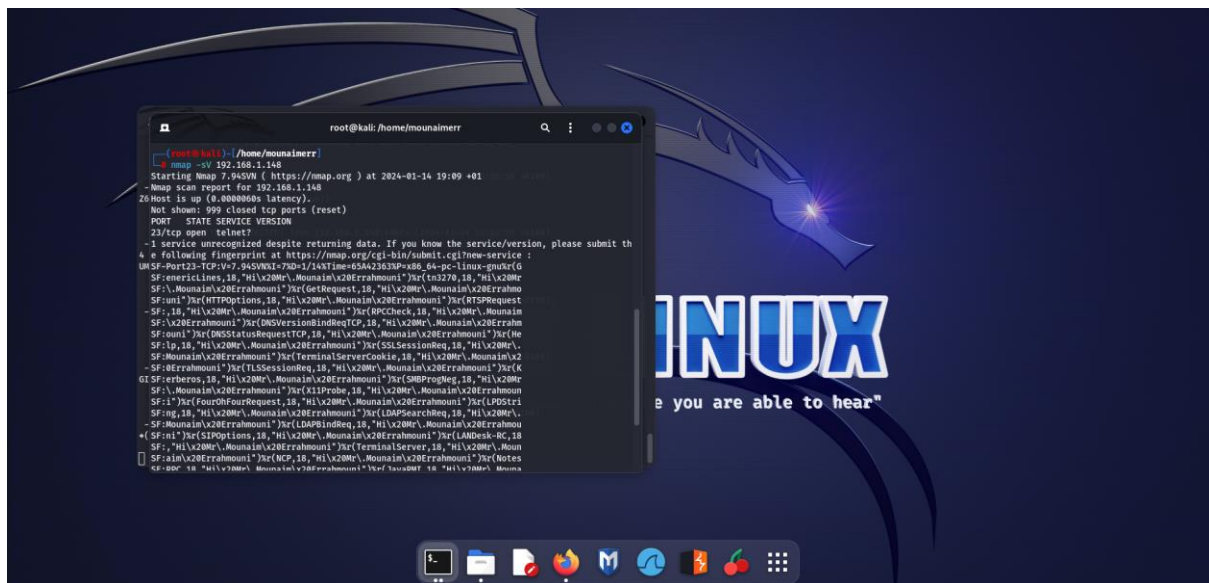 root@kali: /home/mounaimerr
(root@kali)-[/home/mounaimerr]
# nmap -sV 192.168.1.148
Starting Nmap 7.94SVN ( https://nmap.org ) at 2024-01-14 19:09 +01
Nmap scan report for 192.168.1.148
Host is up (0.0000060s latency).
Not shown: 999 closed tcp ports (reset)
PORT   STATE SERVICE VERSION
23/tcp open  telnet?
1 service unrecognized despite returning data. If you know the service/version, please submit th
e following fingerprint at https://nmap.org/cgi-bin/submit.cgi?new-service :
SF-Port23-TCP:V=7.94SVN%I=7%D=1/14%Time=65A42363%P=x86_64-pc-linux-gnu%r(G
SF:enericLines,18,"Hi\x20Mr\.Mounaim\x20Errahmouni")%r(tn3270,18,"Hi\x20Mr
SF:\.Mounaim\x20Errahmouni")%r(GetRequest,18,"Hi\x20Mr\.Mounaim\x20Errahmo
SF:uni")%r(HTTPOptions,18,"Hi\x20Mr\.Mounaim\x20Errahmouni")%r(RTSPRequest
SF:,18,"Hi\x20Mr\.Mounaim\x20Errahmouni")%r(RPCCheck,18,"Hi\x20Mr\.Mounaim
SF:\x20Errahmouni")%r(DNSVersionBindReqTCP,18,"Hi\x20Mr\.Mounaim\x20Errahm
SF:ouni")%r(DNSStatusRequestTCP,18,"Hi\x20Mr\.Mounaim\x20Errahmouni")%r(He
SF:lp,18,"Hi\x20Mr\.Mounaim\x20Errahmouni")%r(SSLSessionReq,18,"Hi\x20Mr\.
SF:Mounaim\x20Errahmouni")%r(TerminalServerCookie,18,"Hi\x20Mr\.Mounaim\x2
SF:0Errahmouni")%r(TLSSessionReq,18,"Hi\x20Mr\.Mounaim\x20Errahmouni")%r(K
SF:erberos,18,"Hi\x20Mr\.Mounaim\x20Errahmouni")%r(SMBProgNeg,18,"Hi\x20Mr
SF:\.Mounaim\x20Errahmouni")%r(X11Probe,18,"Hi\x20Mr\.Mounaim\x20Errahmoun
SF:i")%r(FourOhFourRequest,18,"Hi\x20Mr\.Mounaim\x20Errahmouni")%r(LPDStri
SF:ng,18,"Hi\x20Mr\.Mounaim\x20Errahmouni")%r(LDAPSearchReq,18,"Hi\x20Mr\.
SF:Mounaim\x20Errahmouni")%r(LDAPBindReq,18,"Hi\x20Mr\.Mounaim\x20Errahmou
SF:ni")%r(SIPOptions,18,"Hi\x20Mr\.Mounaim\x20Errahmouni")%r(LANDesk-RC,18
SF:,"Hi\x20Mr\.Mounaim\x20Errahmouni")%r(TerminalServer,18,"Hi\x20Mr\.Moun
SF:aim\x20Errahmouni")%r(NCP,18,"Hi\x20Mr\.Mounaim\x20Errahmouni")%r(Notes
SF:RPC,18,"Hi\x20Mr\.Mounaim\x20Errahmouni")%r(JavaRMI,18,"Hi\x20Mr\.Mouna
INUX
e you are able to hear"